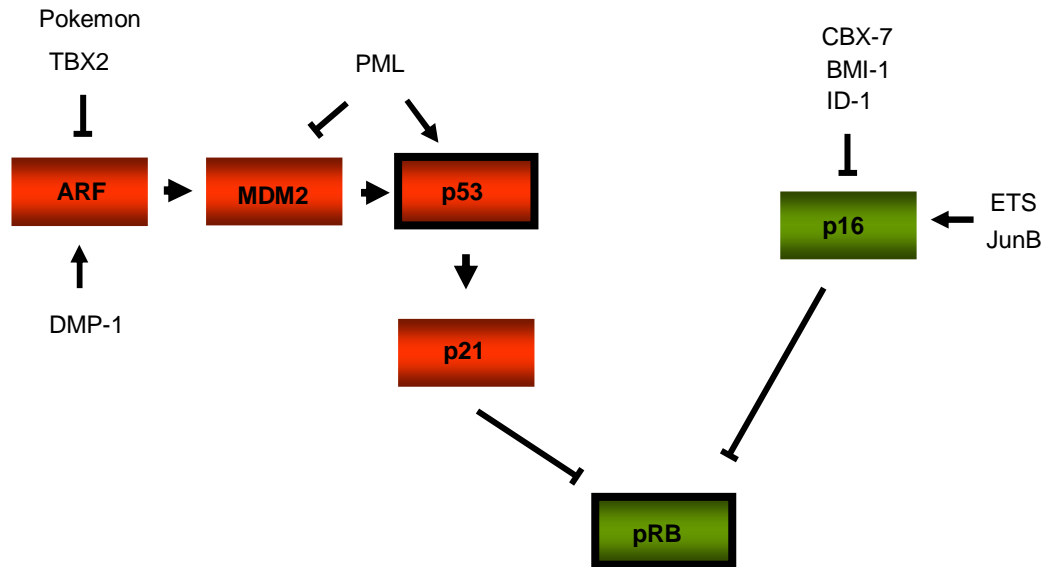 Pokemon
TBX2
PML
CBX-7
BMI-1
ID-1
ARF
MDM2
p53
p16
ETS
JunB
DMP-1
p21
pRB